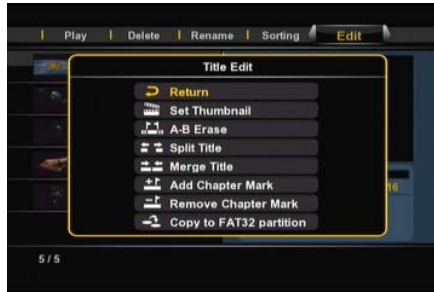 Play Delete Rename Sorting Edit
Title Edit
Return
Set Thumbnail
A-B Erase
Split Title
Merge Title
Add Chapter Mark
Remove Chapter Mark
Copy to FAT32 partition
16
5 / 5